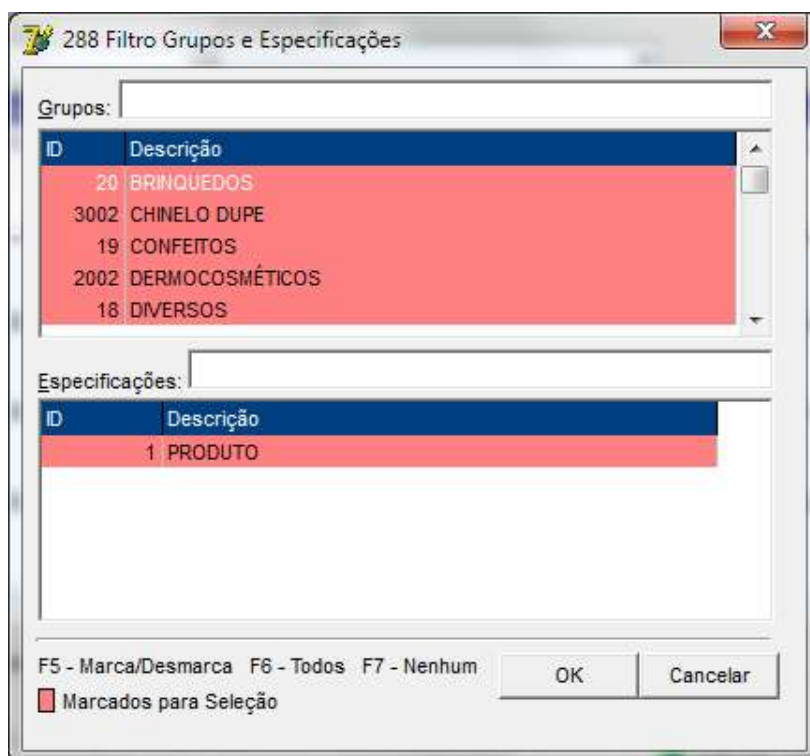 288 Filtro Grupos e Especificações
Grupos:
ID Descrição
20 BRINQUEDOS
3002 CHINELO DUPE
19 CONFEITOS
2002 DERMOCOSMÉTICOS
18 DIVERSOS
Especificações:
ID Descrição
1 PRODUTO
F5 - Marca/Desmarca F6 - Todos F7 - Nenhum
OK Cancelar
Marcados para Seleção